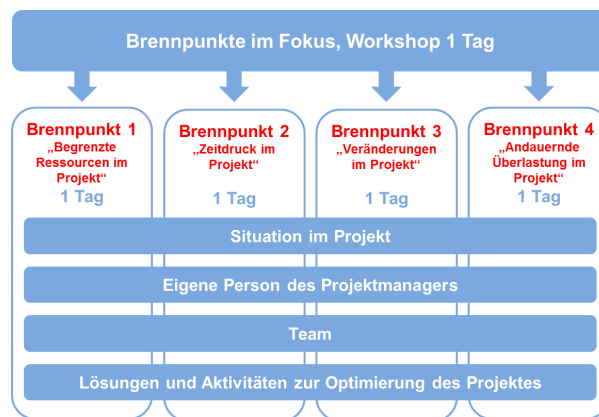 Brennpunkte im Fokus, Workshop 1 Tag
Brennpunkt 1
„Begrenzte
Ressourcen im
Projekt“
1 Tag
Brennpunkt 2
„Zeitdruck im
Projekt“
1 Tag
Brennpunkt 3
„Veränderungen
im Projekt“
1 Tag
Brennpunkt 4
„Andauernde
Überlastung im
Projekt“
1 Tag
Situation im Projekt
Eigene Person des Projektmanagers
Team
Lösungen und Aktivitäten zur Optimierung des Projektes